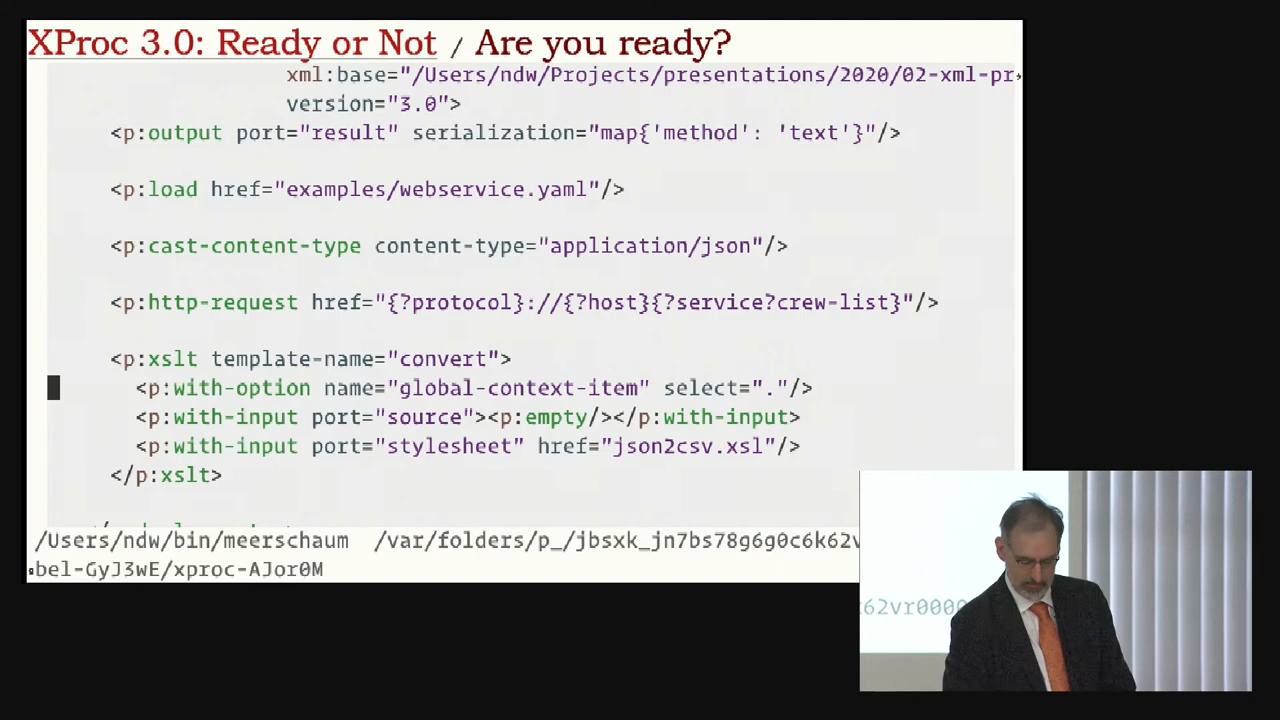 XProc 3.0: Ready or Not / Are you ready?
xml:base="/Users/ndw/Projects/presentations/2020/02-xml-pr
version="3.0">
<p:output port="result" serialization="map{'method': 'text'}"/>
<p:load href="examples/webservice.yaml"/>
<p:cast-content-type content-type="application/json"/>
<p:http-request href="{?protocol}://{?host}{?service?crew-list}"/>
<p:xslt template-name="convert">
<p:with-option name="global-context-item" select="."/>
<p:with-input port="source"><p:empty/></p:with-input>
<p:with-input port="stylesheet" href="json2csv.xsl"/>
</p:xslt>
/Users/ndw/bin/meerschaum /var/folders/p_/jbsxk_jn7bs78g6g0c6k62v
bel-GyJ3wE/xproc-AJor0M
62vr0000